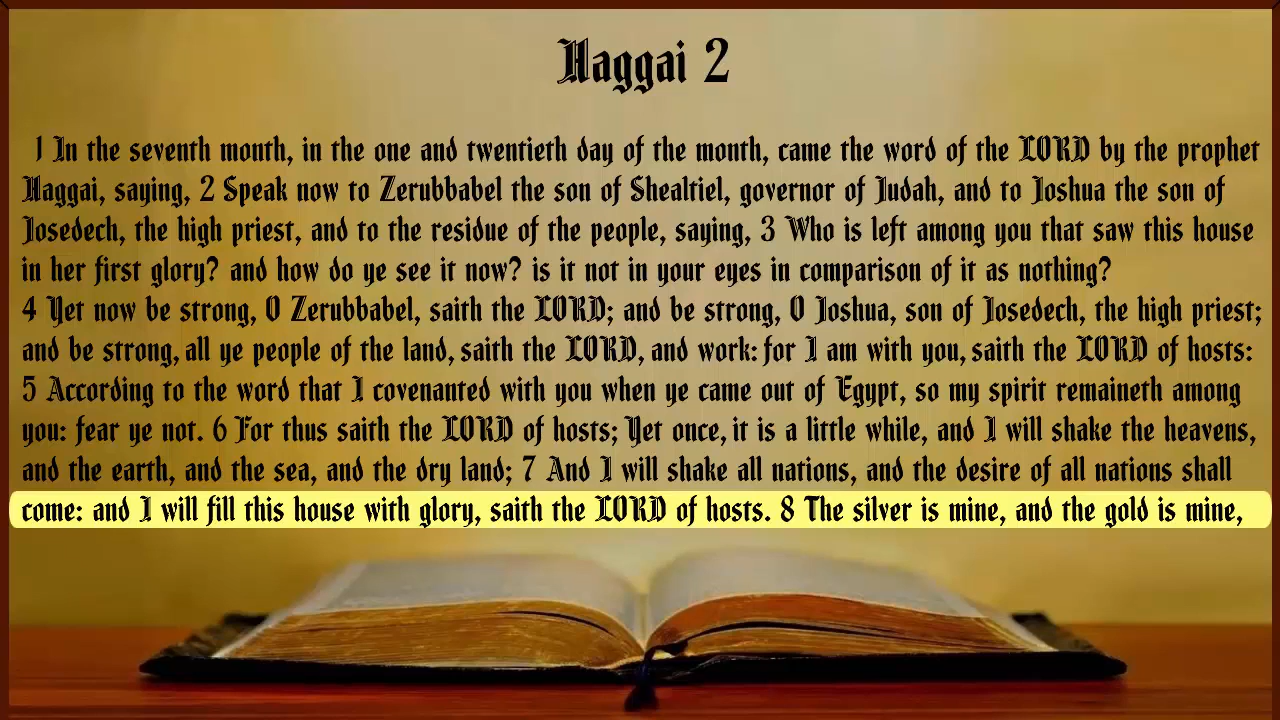 Haggai 2
1 In the seventh month, in the one and twentieth day of the month, came the word of the LORD by the prophet
Haggai, saying, 2 Speak now to Zerubbabel the son of Shealtiel, governor of Judah, and to Joshua the son of
Josedech, the high priest, and to the residue of the people, saying, 3 Who is left among you that saw this house
in her first glory? and how do ye see it now? is it not in your eyes in comparison of it as nothing?
4 Yet now be strong, O Zerubbabel, saith the LORD; and be strong, O Joshua, son of Josedech, the high priest;
and be strong, all ye people of the land, saith the LORD, and work: for I am with you, saith the LORD of hosts:
5 According to the word that I covenanted with you when ye came out of Egypt, so my spirit remaineth among
you: fear ye not. 6 For thus saith the LORD of hosts; Yet once, it is a little while, and I will shake the heavens,
and the earth, and the sea, and the dry land; 7 And I will shake all nations, and the desire of all nations shall
come: and I will fill this house with glory, saith the LORD of hosts. 8 The silver is mine, and the gold is mine,